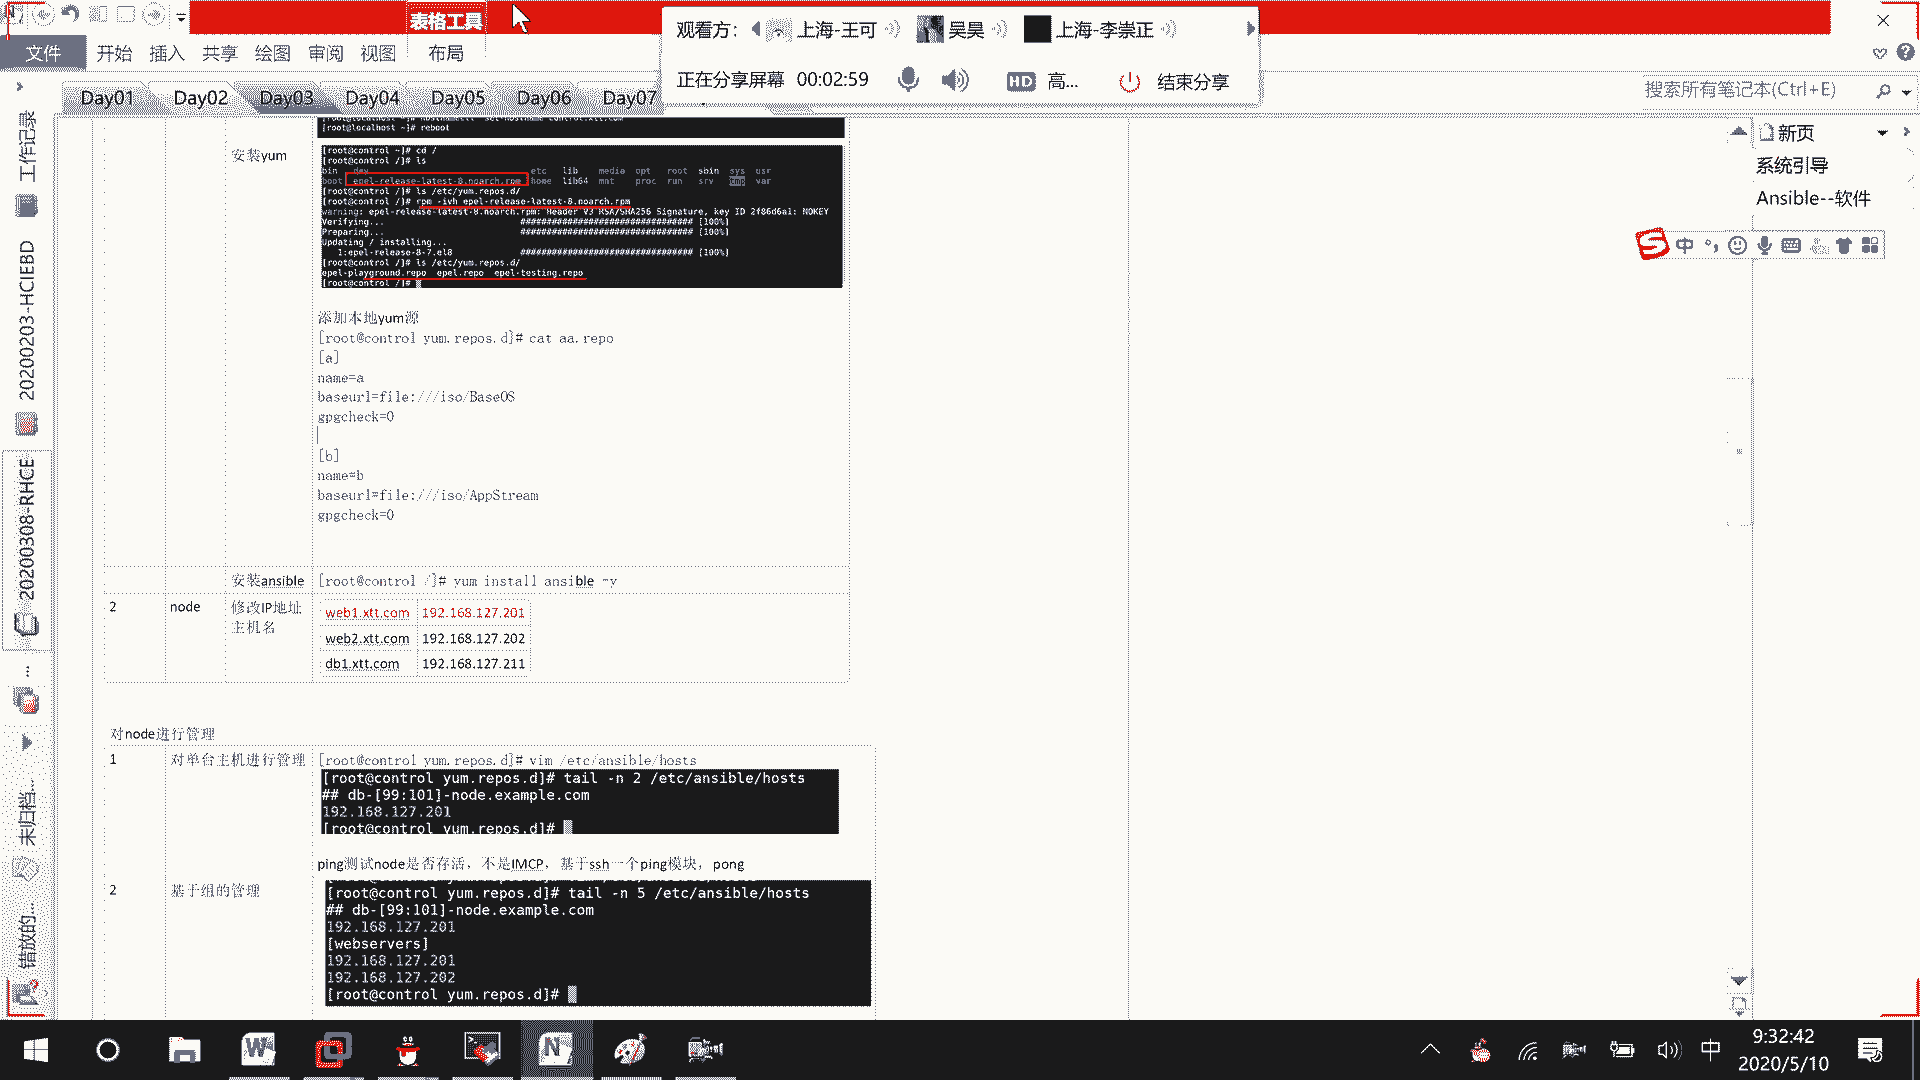 表格工具
观看方：
上海-王可
吴昊
上海-李崇正
正在分享屏幕 00:02:59
HD 高...
结束分享
文件 开始 插入 共享 绘图 审阅 视图 布局
Day01 Day02 Day03 Day04 Day05 Day06 Day07
搜索所有笔记本(Ctrl+E)
工作记录
20200203-HCIEBD
20200308-RHCE
...
未归档...
错放的...
新页
系统引导
Ansible--软件
中
[root@localhost ~]# reboot
安装yum
[root@control ~]# cd /
[root@control /]# ls
bin dev etc lib media opt root sbin sys usr
boot epel-release-latest-8.noarch.rpm home lib64 mnt proc run srv tmp var
[root@control /]# ls /etc/yum.repos.d/
[root@control /]# rpm -ivh epel-release-latest-8.noarch.rpm
warning: epel-release-latest-8.noarch.rpm: Header V3 RSA/SHA256 Signature, key ID 2f86d6a1: NOKEY
Verifying... ################################# [100%]
Preparing... ################################# [100%]
Updating / installing...
1:epel-release-8-7.el8 ################################# [100%]
[root@control /]# ls /etc/yum.repos.d/
epel-playground.repo epel.repo epel-testing.repo
[root@control /]#
添加本地yum源
[root@control yum.repos.d]# cat aa.repo
[a]
name=a
baseurl=file:///iso/BaseOS
gpgcheck=0
[b]
name=b
baseurl=file:///iso/AppStream
gpgcheck=0
安装ansible [root@control /]# yum install ansible -y
2 node 修改IP地址
主机名
web1.xtt.com 192.168.127.201
web2.xtt.com 192.168.127.202
db1.xtt.com 192.168.127.211
对node进行管理
1 对单台主机进行管理 [root@control yum.repos.d]# vim /etc/ansible/hosts
[root@control yum.repos.d]# tail -n 2 /etc/ansible/hosts
## db-[99:101]-node.example.com
192.168.127.201
[root@control yum.repos.d]#
ping测试node是否存活，不是IMCP，基于ssh一个ping模块，pong
2 基于组的管理
[root@control yum.repos.d]# tail -n 5 /etc/ansible/hosts
## db-[99:101]-node.example.com
192.168.127.201
[webservers]
192.168.127.201
192.168.127.202
[root@control yum.repos.d]#
中
9:32:42
2020/5/10